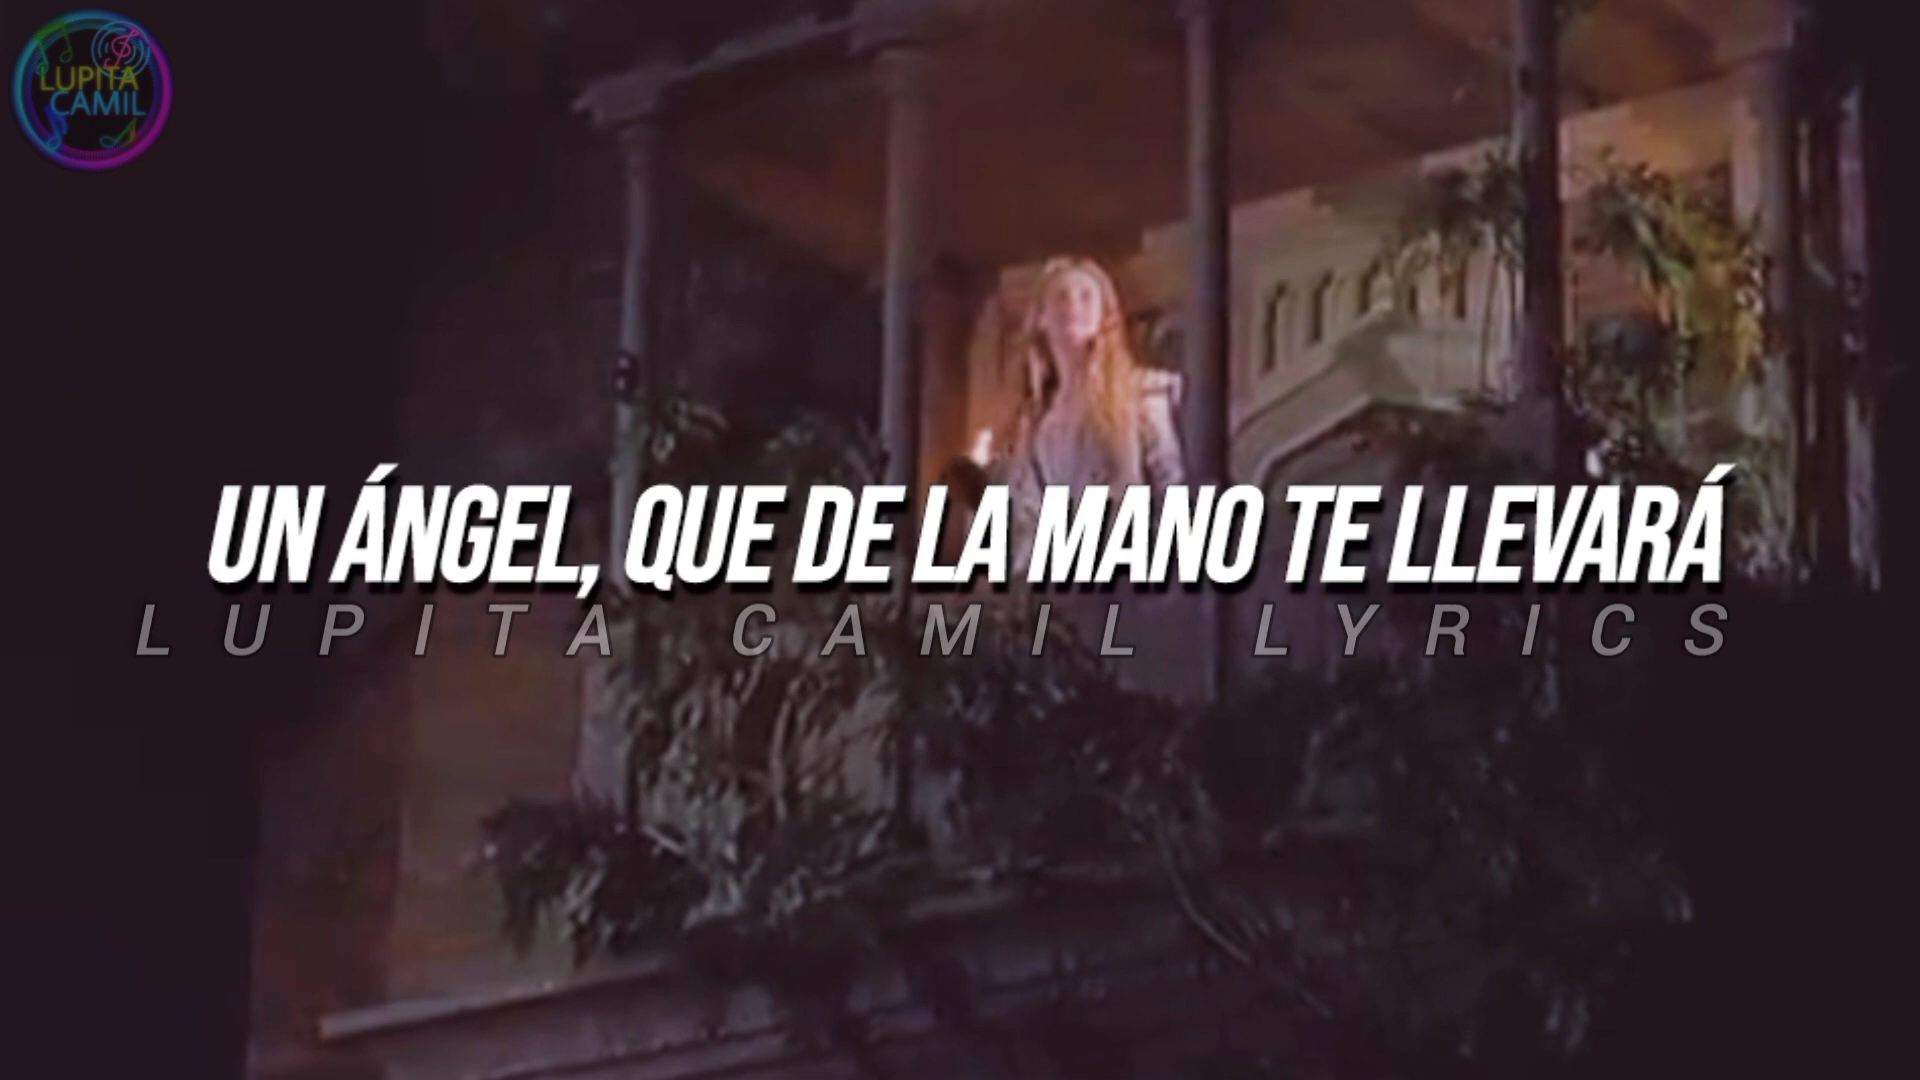 LUPITA
CAMIL
UN ÁNGEL, QUE DE LA MANO TE LLEVARÁ
LUPITA CAMIL LYRICS